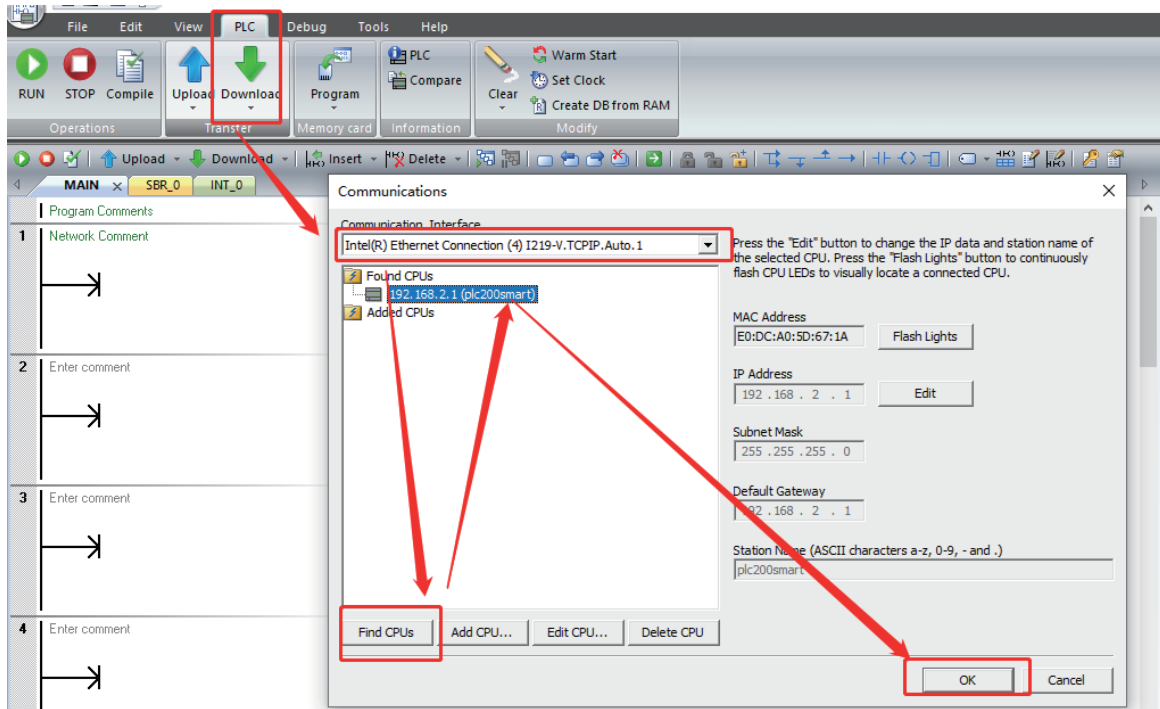 File Edit View PLC Debug Tools Help
RUN STOP Compile Upload Download Program PLC Compare Clear Warm Start Set Clock Create DB from RAM
Operations Transfer Memory card Information Modify
Upload Download Insert Delete
MAIN SBR_0 INT_0
Program Comments
1 Network Comment
2 Enter comment
3 Enter comment
4 Enter comment
Communications
Communication Interface
Intel(R) Ethernet Connection (4) I219-V.TCPIP.Auto.1
Found CPUs
192.168.2.1 (plc200smart)
Added CPUs
Find CPUs Add CPU... Edit CPU... Delete CPU
Press the "Edit" button to change the IP data and station name of
the selected CPU. Press the "Flash Lights" button to continuously
flash CPU LEDs to visually locate a connected CPU.
MAC Address
E0:DC:A0:5D:67:1A Flash Lights
IP Address
192 . 168 . 2 . 1 Edit
Subnet Mask
255 . 255 . 255 . 0
Default Gateway
192 . 168 . 2 . 1
Station Name (ASCII characters a-z, 0-9, - and .)
plc200smart
OK Cancel